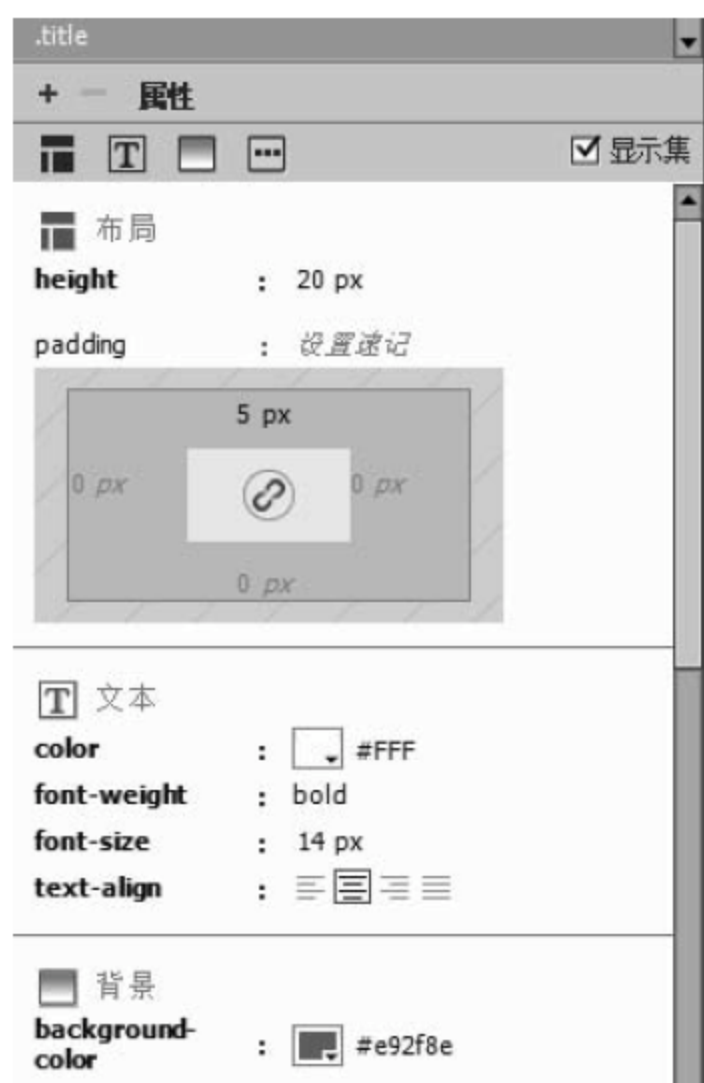 .title
+ − 属性
T 显示集
布局
height : 20 px
padding : 设置速记
5 px
0 px 0 px
0 px
T 文本
color : #FFF
font-weight : bold
font-size : 14 px
text-align :
背景
background-
color : #e92f8e